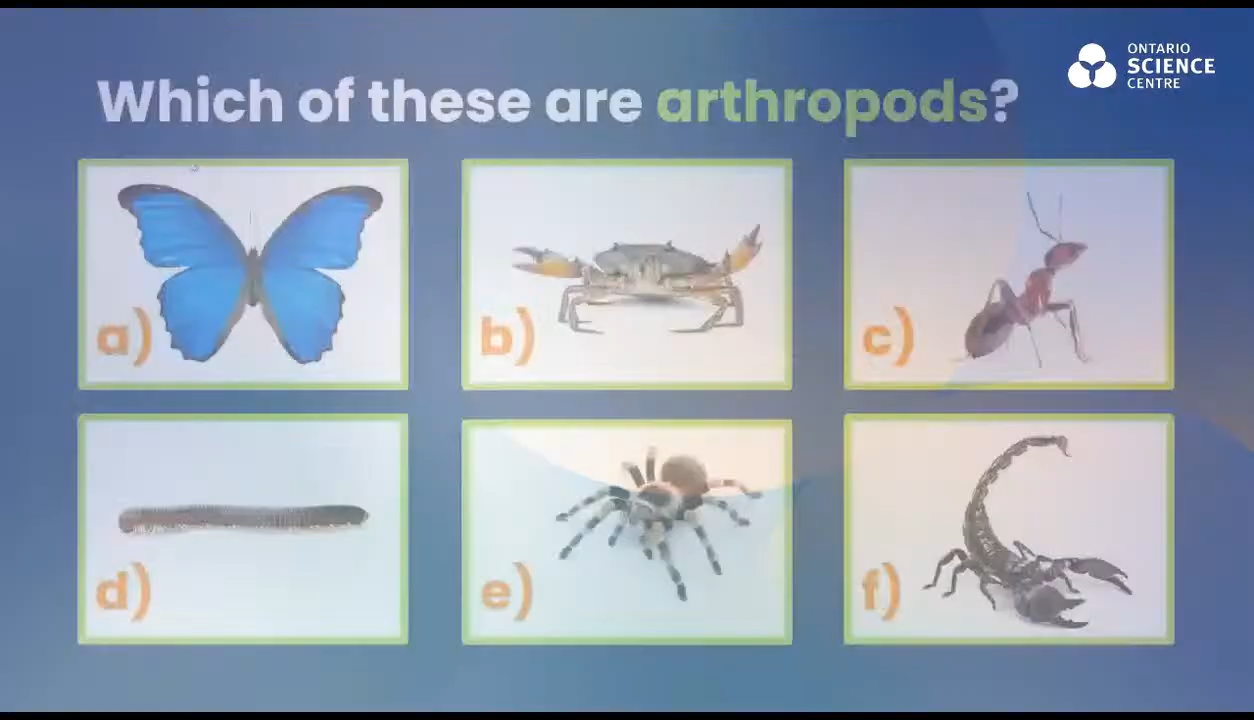 ONTARIO
SCIENCE
CENTRE
Which of these are arthropods?
a)
b)
c)
d)
e)
f)